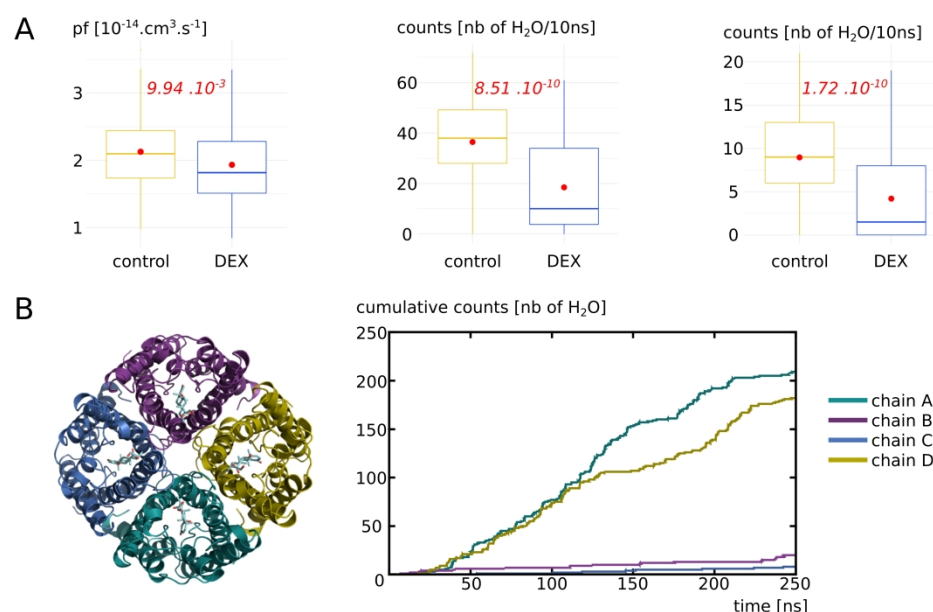 A
pf [10⁻¹⁴.cm³.s⁻¹]
9.94 .10⁻³
3
2
1
control DEX
counts [nb of H₂O/10ns]
8.51 .10⁻¹⁰
60
40
20
0
control DEX
counts [nb of H₂O/10ns]
1.72 .10⁻¹⁰
20
15
10
5
0
control DEX
B
cumulative counts [nb of H₂O]
250
200
150
100
50
0
50 100 150 200 250
time [ns]
chain A
chain B
chain C
chain D